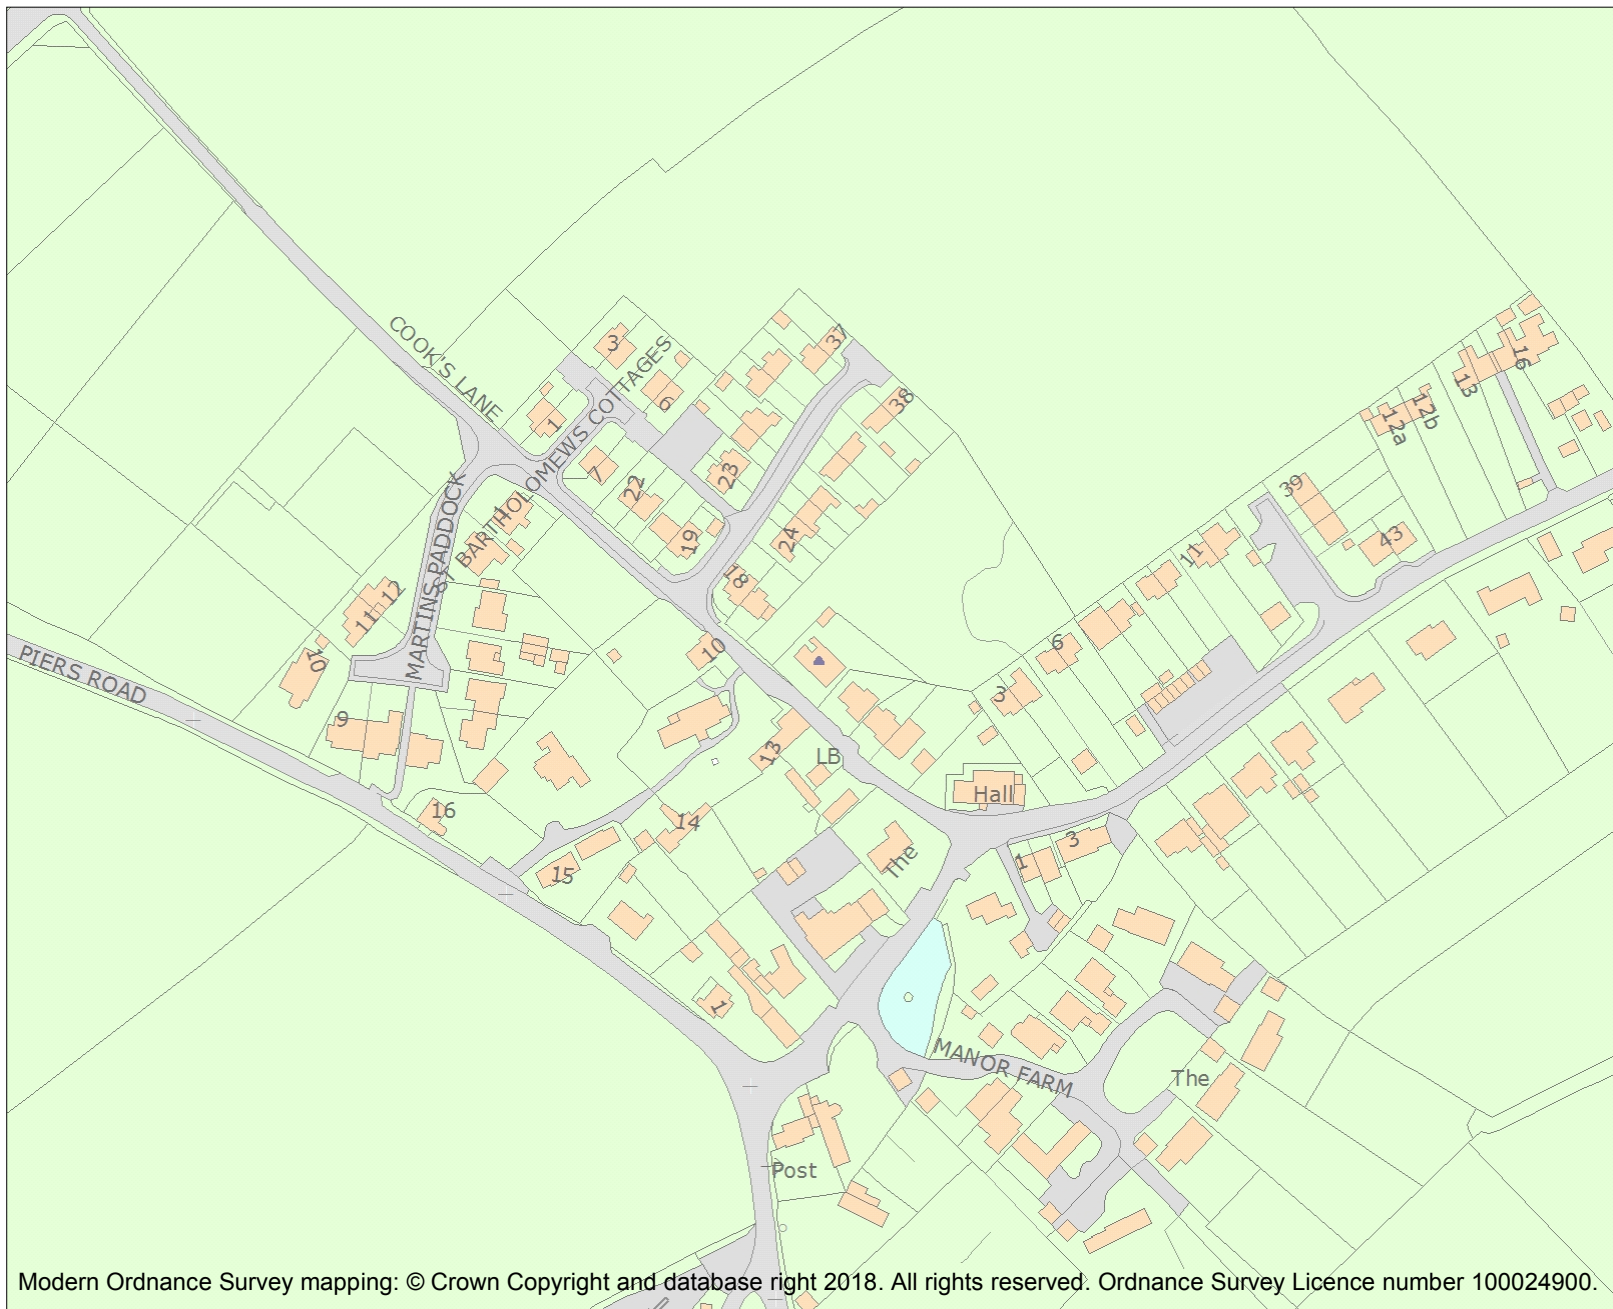 COOK'S LANE
3
ST BARTHOLOMEWS COTTAGES
37
6
1
38
7
22
23
19
24
18
1
MARTINS PADDOCK
12
11
10
9
PIERS ROAD
16
10
13
14
15
LB
1
The
Hall
3
6
11
39
43
12a
12b
13
16
1
3
MANOR FARM
The
Post
Modern Ordnance Survey mapping: © Crown Copyright and database right 2018. All rights reserved. Ordnance Survey Licence number 100024900.